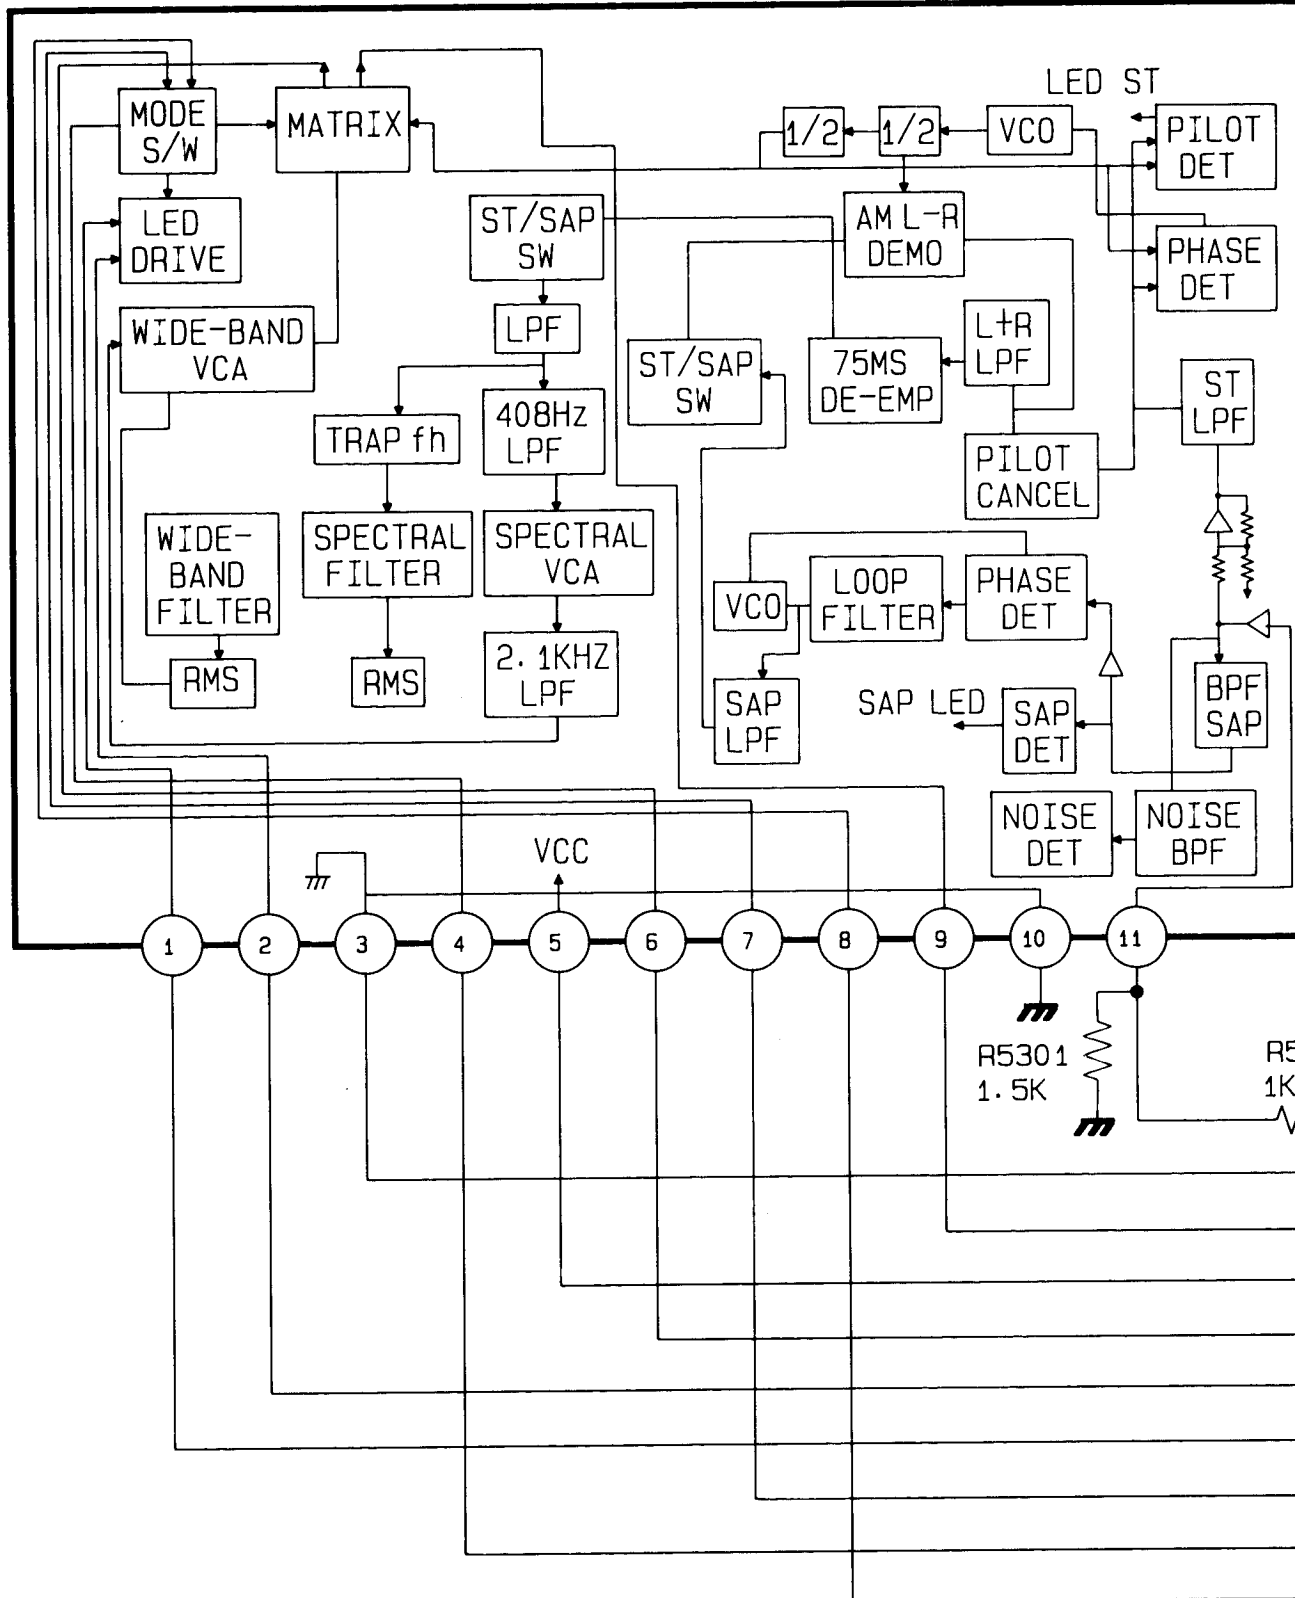 LED ST
MODE
S/W
MATRIX
1/2
1/2
VCO
PILOT
DET
LED
DRIVE
ST/SAP
SW
AM L-R
DEMO
PHASE
DET
WIDE-BAND
VCA
LPF
ST/SAP
SW
75MS
DE-EMP
L+R
LPF
ST
LPF
TRAP fh
408Hz
LPF
PILOT
CANCEL
WIDE-
BAND
FILTER
SPECTRAL
FILTER
SPECTRAL
VCA
VCO
LOOP
FILTER
PHASE
DET
RMS
RMS
2.1KHZ
LPF
SAP
LPF
SAP LED
SAP
DET
BPF
SAP
NOISE
DET
NOISE
BPF
VCC
1
2
3
4
5
6
7
8
9
10
11
R5301
1.5K
R5
1K